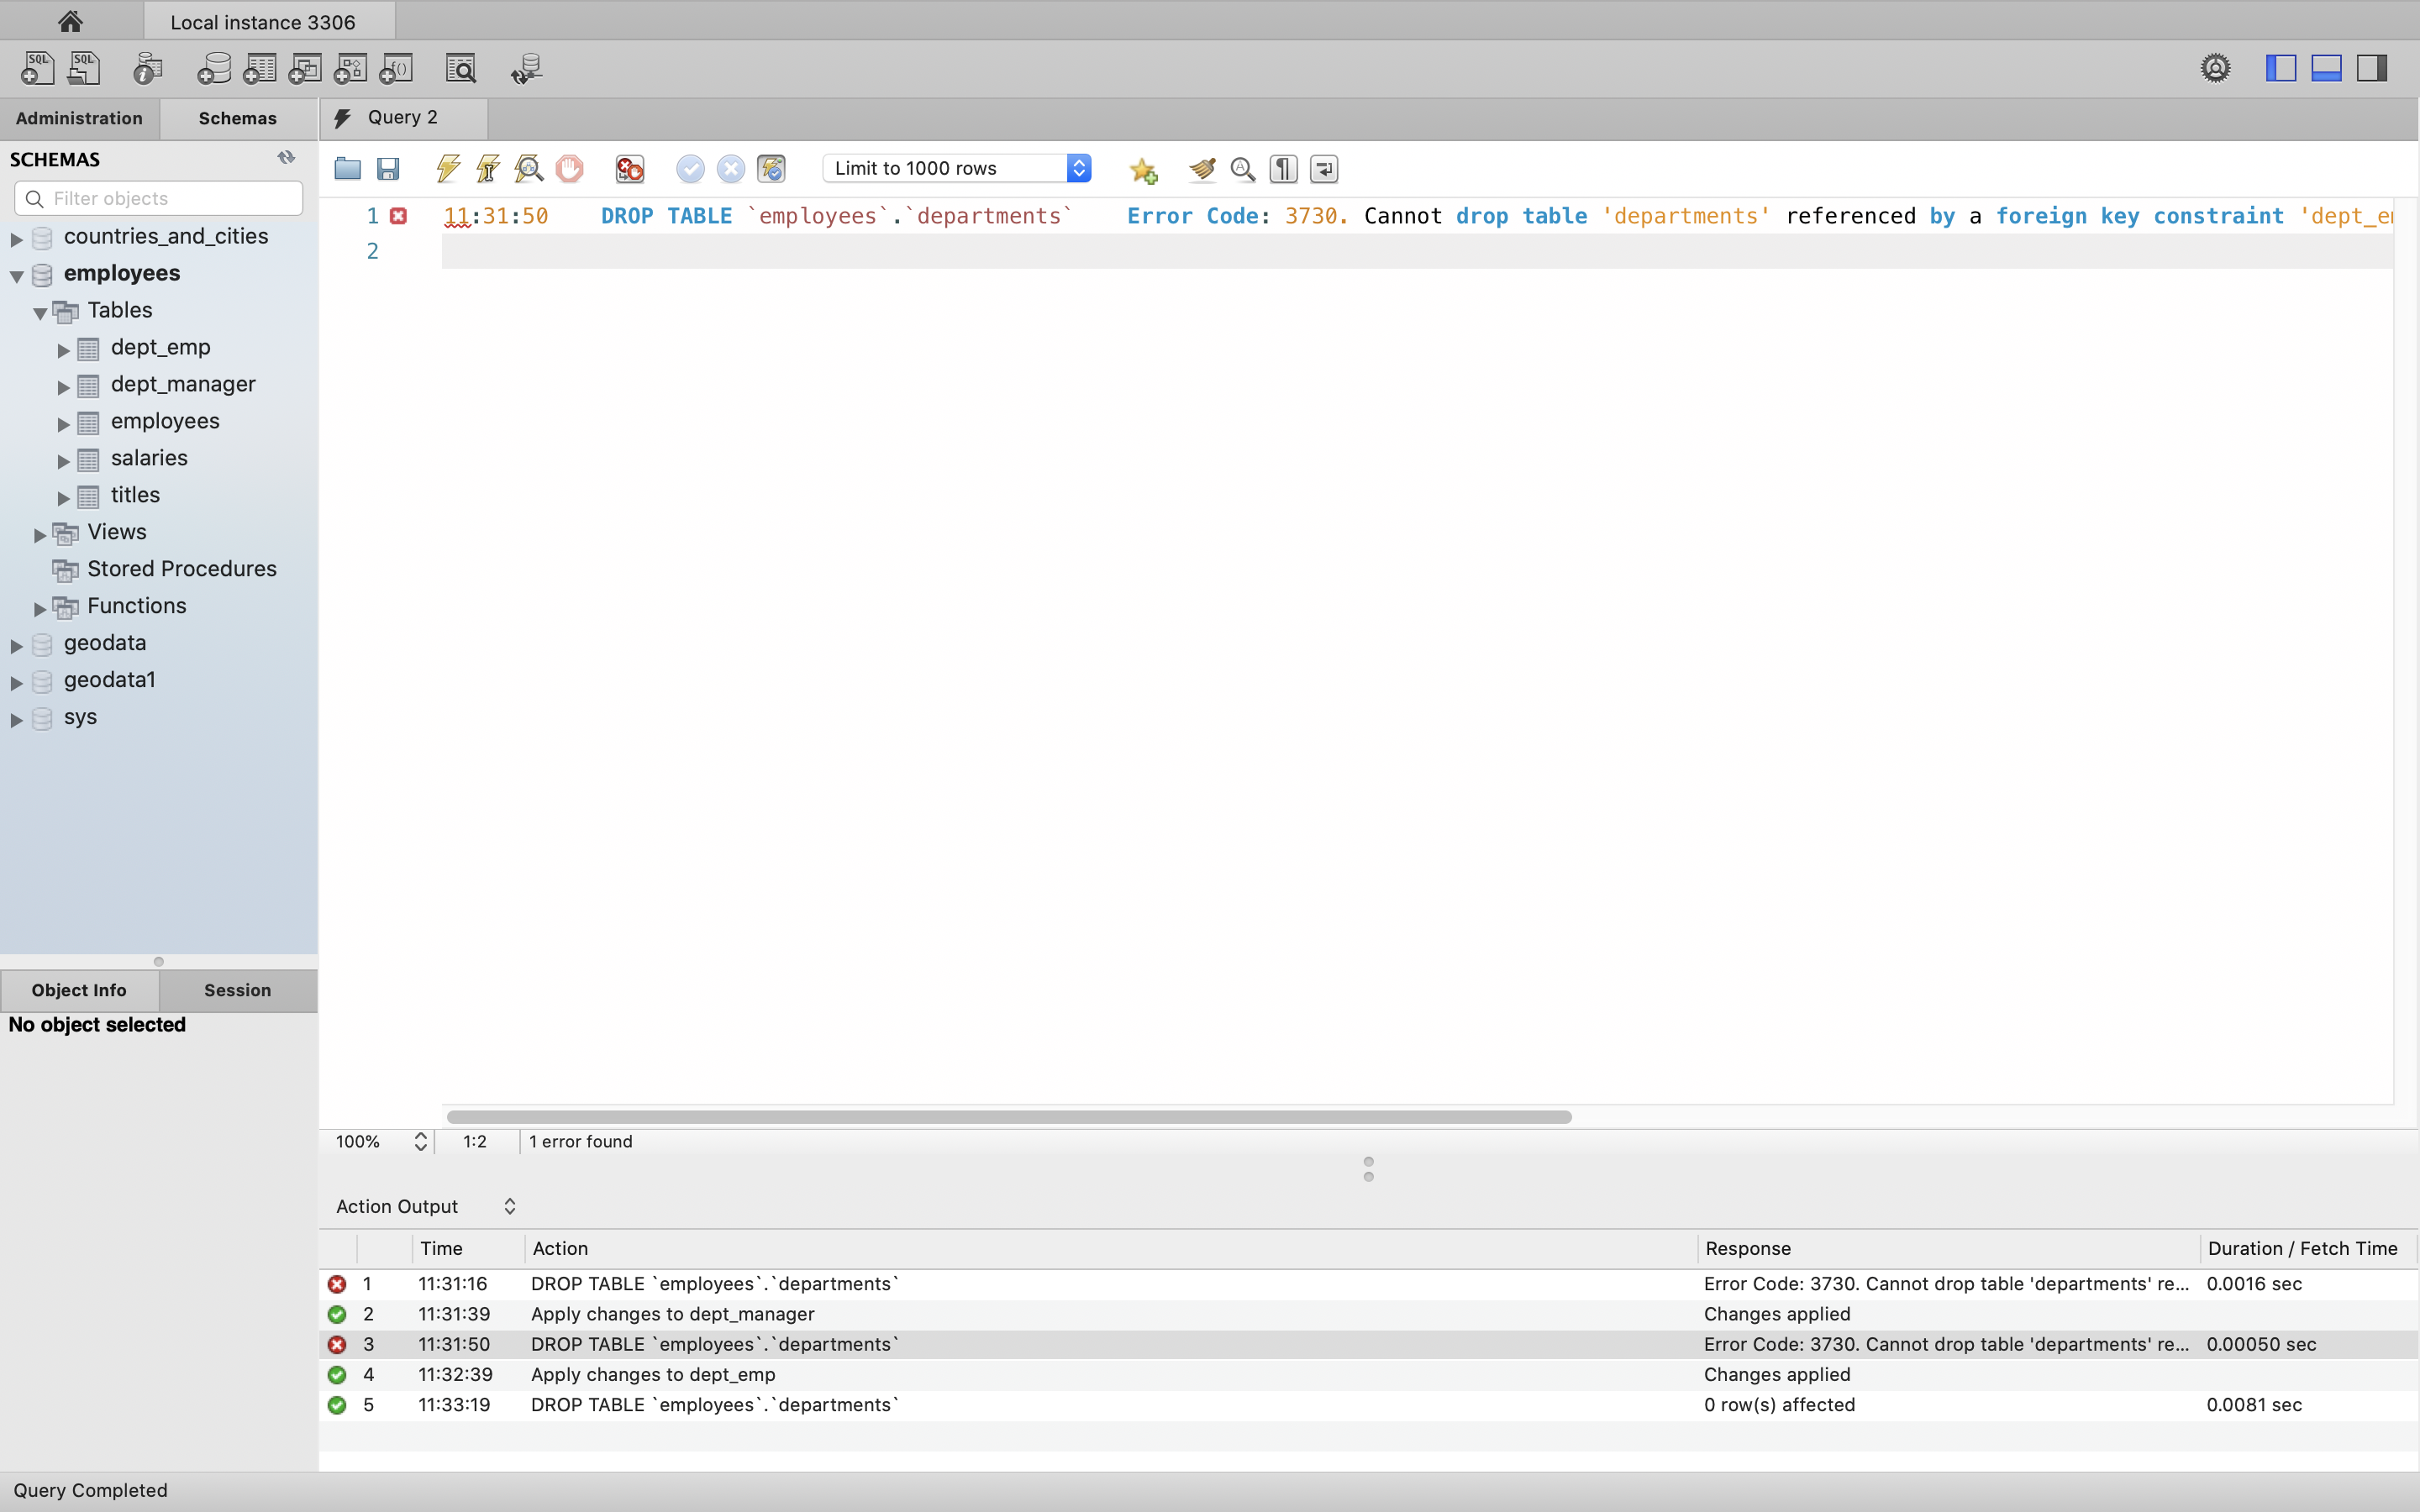 Local instance 3306
SQL SQL
Administration Schemas Query 2
SCHEMAS
Limit to 1000 rows
Filter objects
countries_and_cities
employees
Tables
dept_emp
dept_manager
employees
salaries
titles
Views
Stored Procedures
Functions
geodata
geodata1
sys
Object Info Session
No object selected
1 11:31:50 DROP TABLE `employees`.`departments` Error Code: 3730. Cannot drop table 'departments' referenced by a foreign key constraint 'dept_e
2
100% 1:2 1 error found
Action Output
Time Action Response Duration / Fetch Time
1 11:31:16 DROP TABLE `employees`.`departments` Error Code: 3730. Cannot drop table 'departments' re... 0.0016 sec
2 11:31:39 Apply changes to dept_manager Changes applied
3 11:31:50 DROP TABLE `employees`.`departments` Error Code: 3730. Cannot drop table 'departments' re... 0.00050 sec
4 11:32:39 Apply changes to dept_emp Changes applied
5 11:33:19 DROP TABLE `employees`.`departments` 0 row(s) affected 0.0081 sec
Query Completed